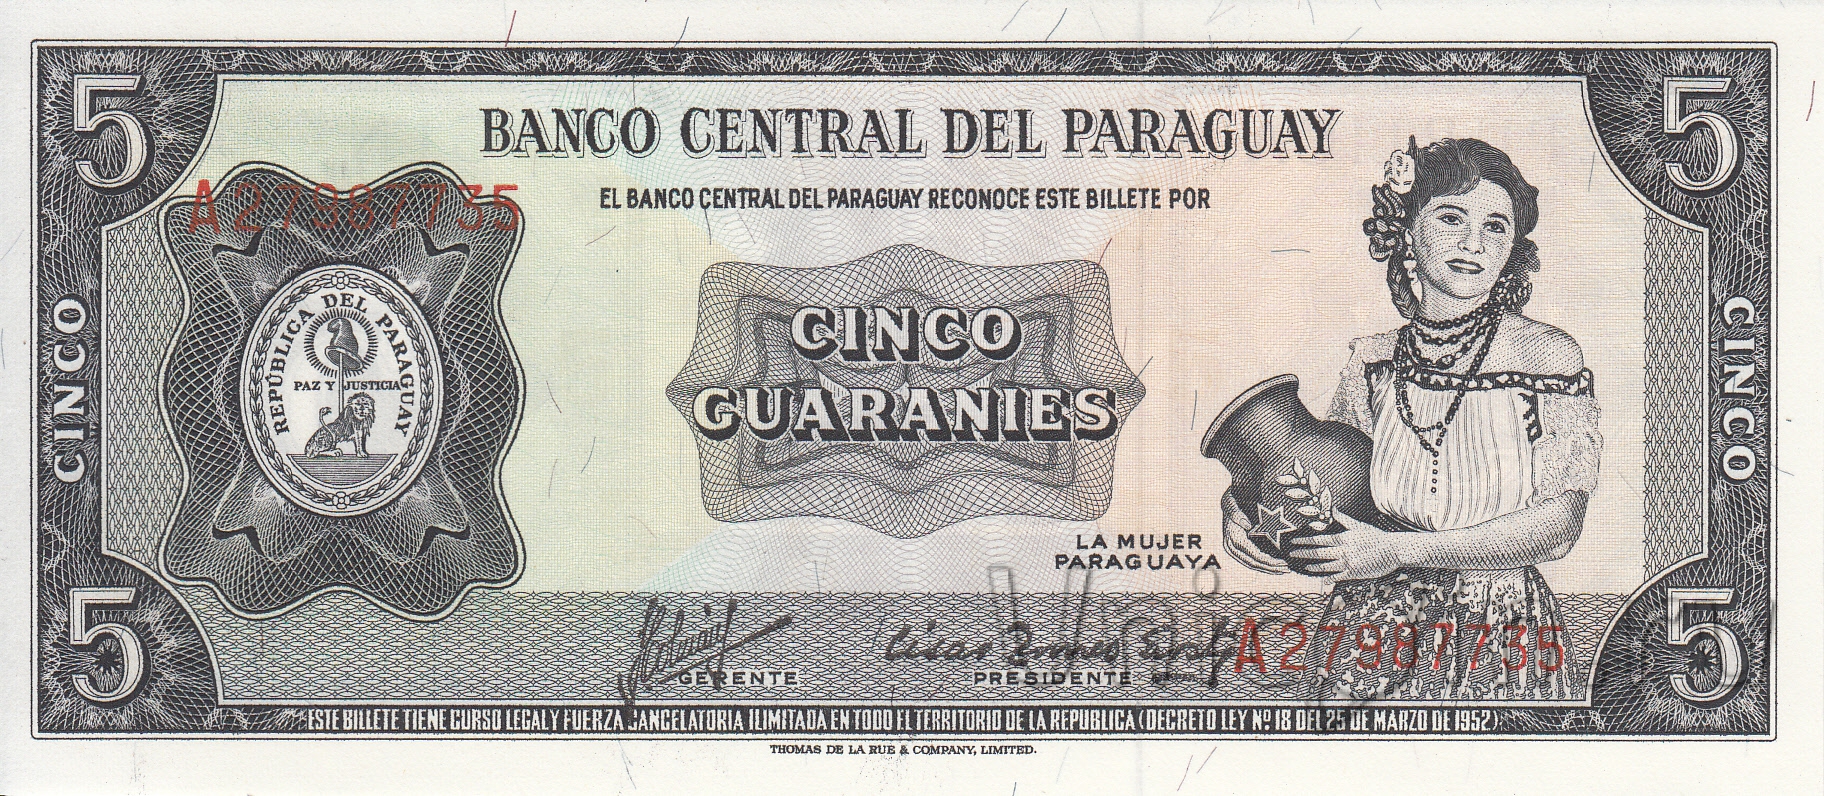 5 5
BANCO CENTRAL DEL PARAGUAY
A27987735
EL BANCO CENTRAL DEL PARAGUAY RECONOCE ESTE BILLETE POR
REPÚBLICA DEL PARAGUAY
PAZ Y JUSTICIA
CINCO
CINCO
CINCO
GUARANIES
LA MUJER
PARAGUAYA
A27987735
GERENTE
PRESIDENTE
5 5
ESTE BILLETE TIENE CURSO LEGAL Y FUERZA CANCELATORIA ILIMITADA EN TODO EL TERRITORIO DE LA REPUBLICA (DECRETO LEY Nº 18 DEL 25 DE MARZO DE 1952)
THOMAS DE LA RUE & COMPANY, LIMITED.